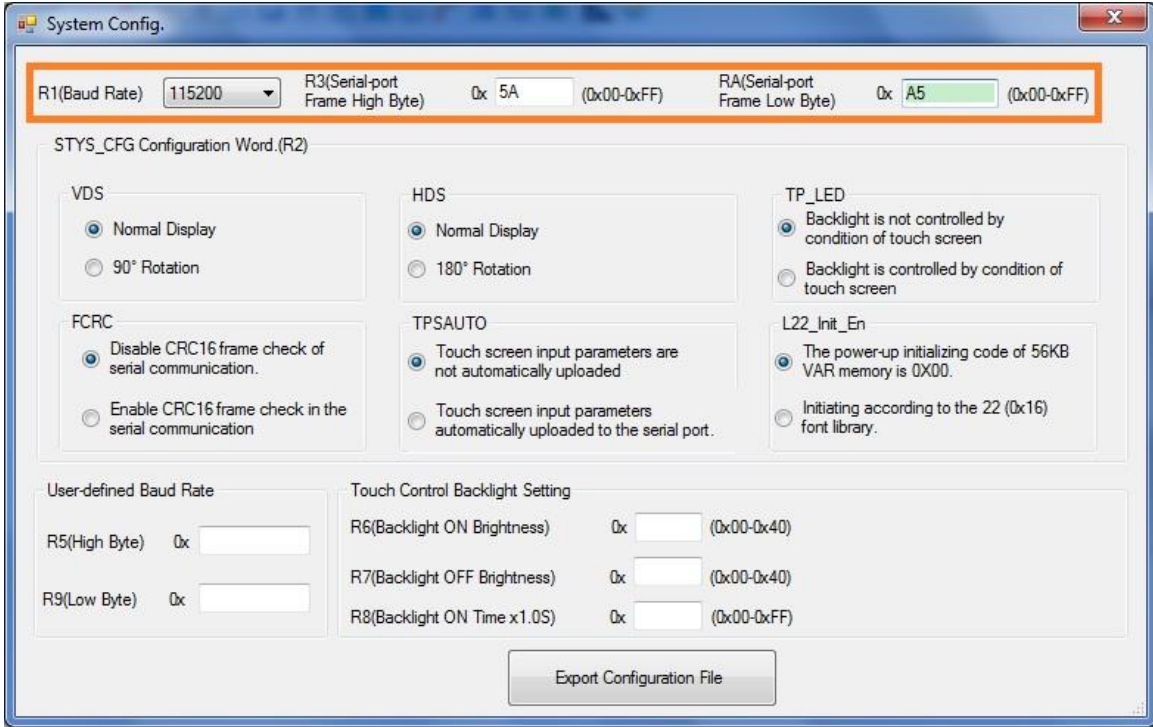 System Config.
R1(Baud Rate) 115200 R3(Serial-port Frame High Byte) 0x 5A (0x00-0xFF) RA(Serial-port Frame Low Byte) 0x A5 (0x00-0xFF)
STYS_CFG Configuration Word.(R2)
VDS
Normal Display
90° Rotation
HDS
Normal Display
180° Rotation
TP_LED
Backlight is not controlled by
condition of touch screen
Backlight is controlled by condition of
touch screen
FCRC
Disable CRC16 frame check of
serial communication.
Enable CRC16 frame check in the
serial communication
TPSAUTO
Touch screen input parameters are
not automatically uploaded
Touch screen input parameters
automatically uploaded to the serial port.
L22_Init_En
The power-up initializing code of 56KB
VAR memory is 0X00.
Initiating according to the 22 (0x16)
font library.
User-defined Baud Rate
R5(High Byte) 0x
R9(Low Byte) 0x
Touch Control Backlight Setting
R6(Backlight ON Brightness) 0x (0x00-0x40)
R7(Backlight OFF Brightness) 0x (0x00-0x40)
R8(Backlight ON Time x1.0S) 0x (0x00-0xFF)
Export Configuration File